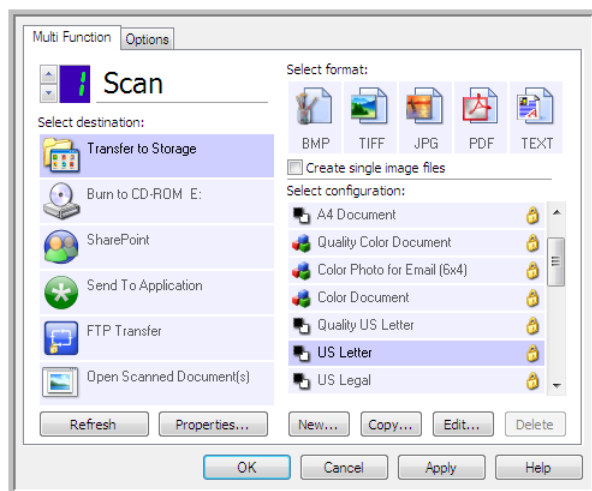 Multi Function
Options
1
Scan
Select destination:
Transfer to Storage
Burn to CD-ROM E:
SharePoint
Send To Application
FTP Transfer
Open Scanned Document(s)
Refresh
Properties...
Select format:
BMP TIFF JPG PDF TEXT
Create single image files
Select configuration:
A4 Document
Quality Color Document
Color Photo for Email (6x4)
Color Document
Quality US Letter
US Letter
US Legal
New... Copy... Edit... Delete
OK Cancel Apply Help